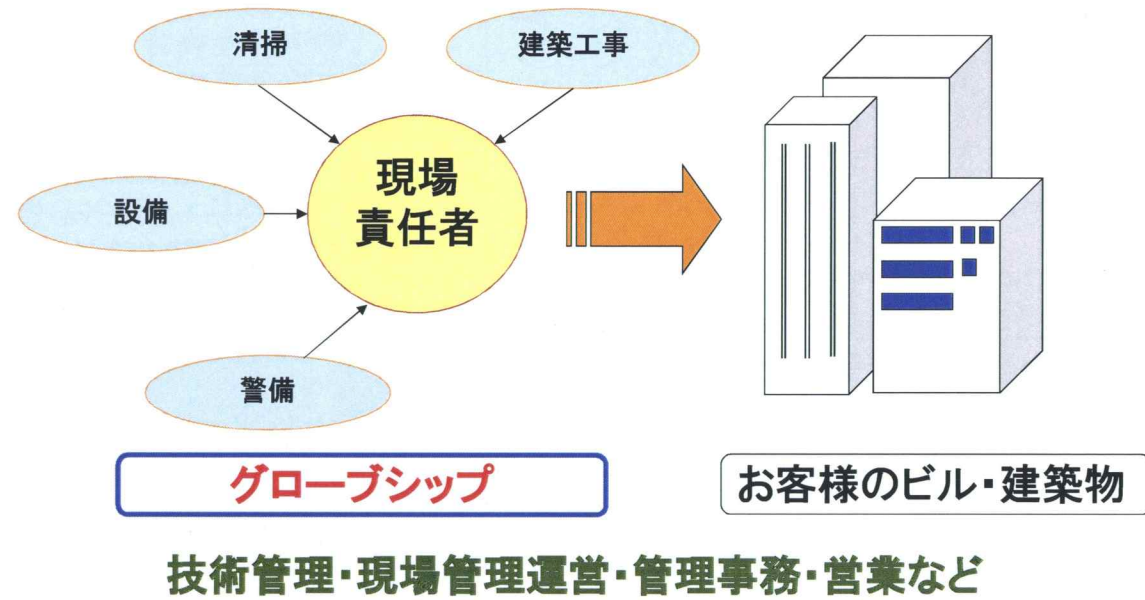 清掃
建築工事
設備
現場
責任者
警備
グローブシップ
お客様のビル・建築物
技術管理・現場管理運営・管理事務・営業など